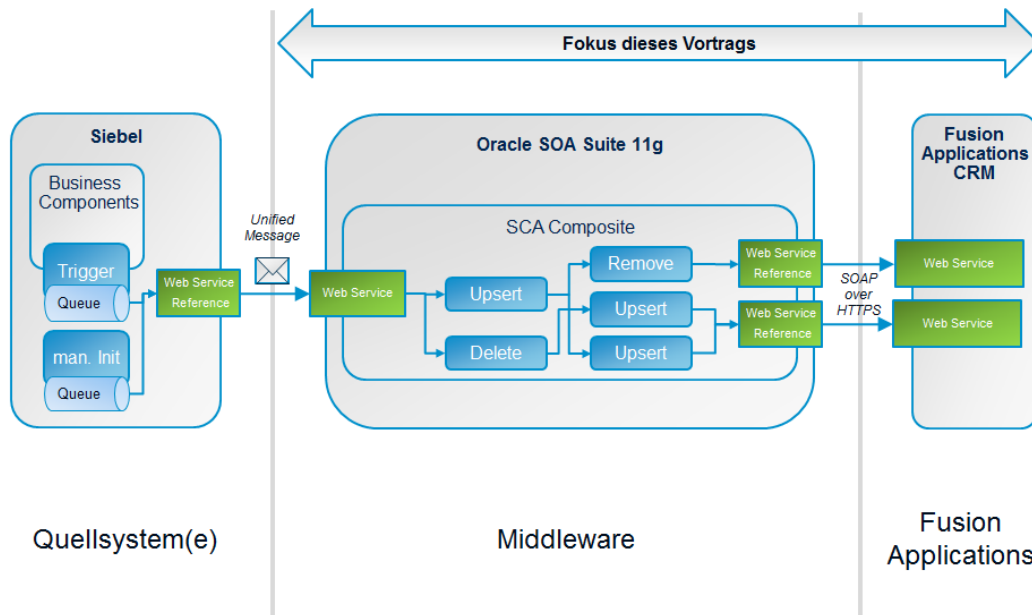 Fokus dieses Vortrags
Siebel
Business
Components
Trigger
Queue
man. Init
Queue
Web Service
Reference
Unified
Message
Oracle SOA Suite 11g
SCA Composite
Web Service
Upsert
Delete
Remove
Upsert
Upsert
Web Service
Reference
Web Service
Reference
SOAP
over
HTTPS
Fusion
Applications
CRM
Web Service
Web Service
Quellsystem(e)
Middleware
Fusion
Applications